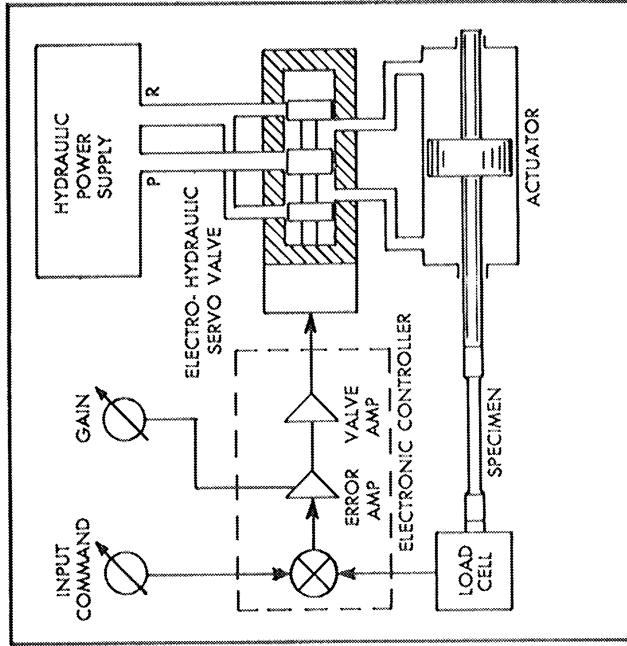 HYDRAULIC
POWER
SUPPLY
P
R
ELECTRO-HYDRAULIC
SERVO VALVE
GAIN
INPUT
COMMAND
ERROR
AMP
VALVE
AMP
ELECTRONIC CONTROLLER
ACTUATOR
SPECIMEN
LOAD
CELL